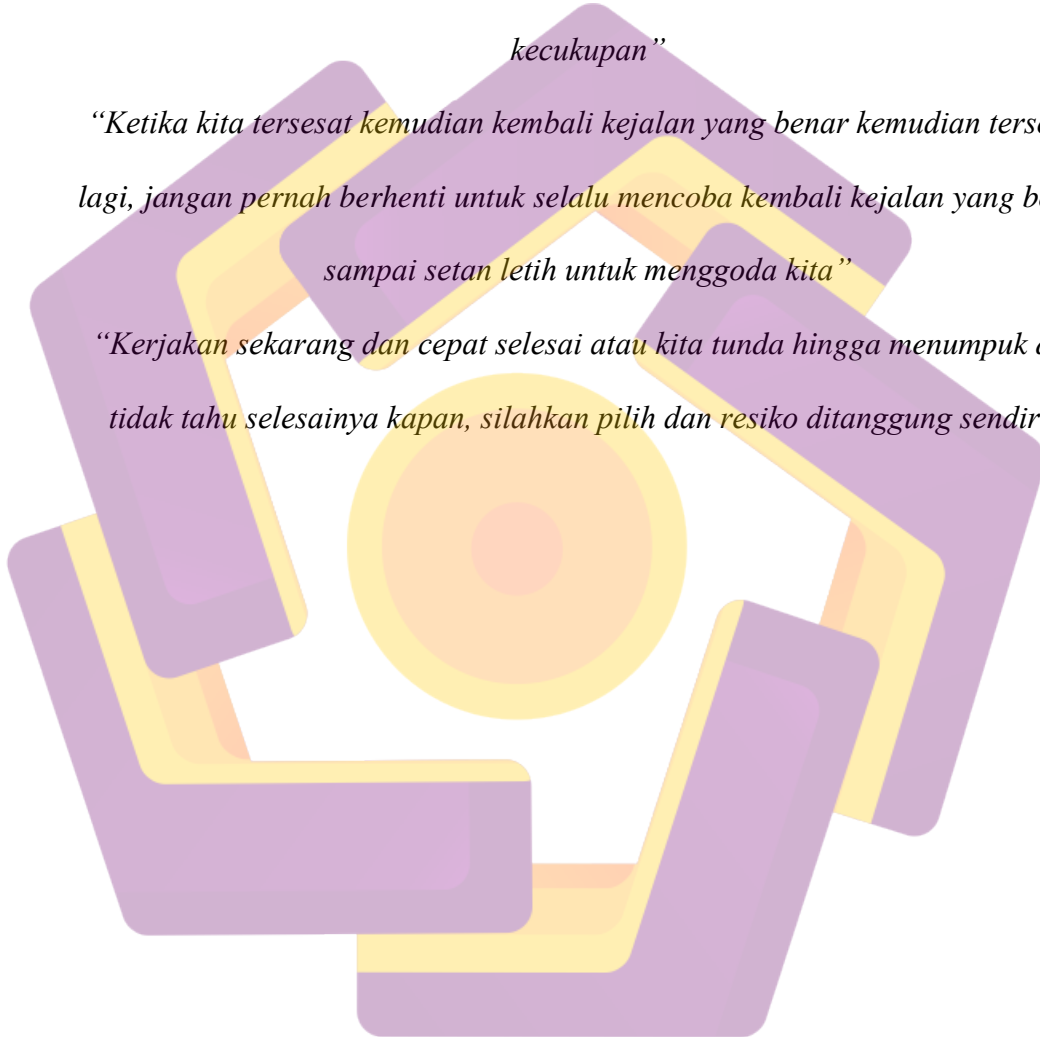 kecukupan”
“Ketika kita tersesat kemudian kembali kejalan yang benar kemudian
lagi, jangan pernah berhenti untuk selalu mencoba kembali kejalan yang
sampai setan letih untuk menggoda kita”
“Kerjakan sekarang dan cepat selesai atau kita tunda hingga menumpuk
tidak tahu selesainya kapan, silahkan pilih dan resiko ditanggung